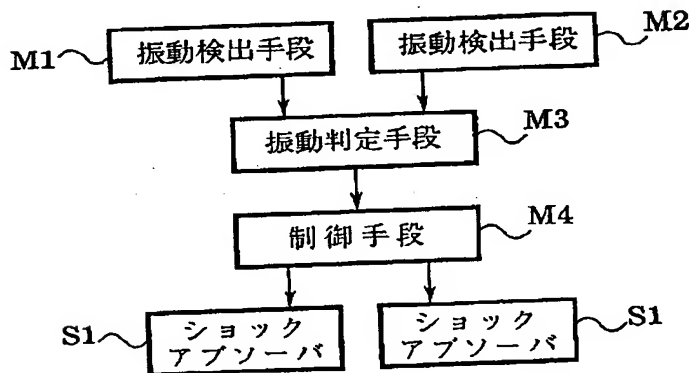 M1
振動検出手段
振動検出手段
M2
振動判定手段
M3
制御手段
M4
S1
ショック
アブソーバ
ショック
アブソーバ
S1